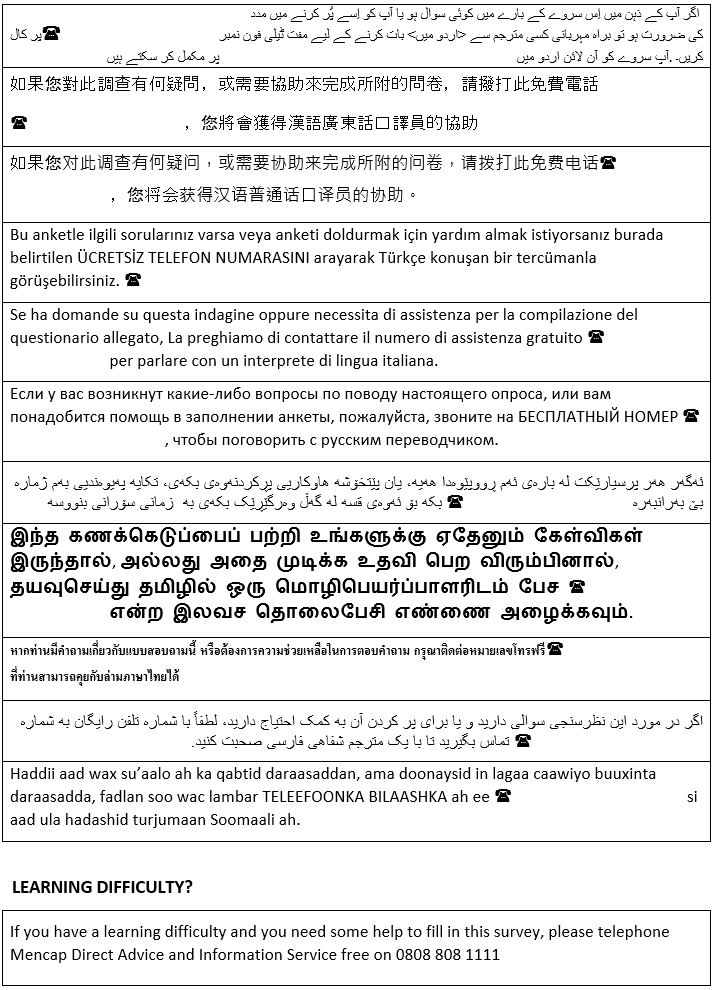 اگر آپ کے ذہن میں اِس سروے کے بارے میں کوئی سوال ہو یا آپ کو اِسے پُر کرنے میں مدد
کی ضرورت ہو تو براہ مہربانی کسی مترجم سے <اردو میں> بات کرنے کے لیے مفت ٹیلی فون نمبر ☎پر کال
کریں۔ .آپ سروے کو آن لائن اردو میں پر مکمل کر سکتے ہیں
如果您對此調查有何疑問，或需要協助來完成所附的問卷，請撥打此免費電話
☎ ，您將會獲得漢語廣東話口譯員的協助
如果您对此调查有何疑问，或需要协助来完成所附的问卷，请拨打此免费电话☎
，您将会获得汉语普通话口译员的协助。
Bu anketle ilgili sorularınız varsa veya anketi doldurmak için yardım almak istiyorsanız burada
belirtilen ÜCRETSİZ TELEFON NUMARASINI arayarak Türkçe konuşan bir tercümanla
görüşebilirsiniz. ☎
Se ha domande su questa indagine oppure necessita di assistenza per la compilazione del
questionario allegato, La preghiamo di contattare il numero di assistenza gratuito ☎
per parlare con un interprete di lingua italiana.
Если у вас возникнут какие-либо вопросы по поводу настоящего опроса, или вам
понадобится помощь в заполнении анкеты, пожалуйста, звоните на БЕСПЛАТНЫЙ НОМЕР ☎
, чтобы поговорить с русским переводчиком.
ئەگەر هەر پرسیارێکت لە بارەی ئەم ڕووپێوەدا هەیە، یان پێتخۆشە هاوکاریی پڕکردنەوەی بکەی، تکایە پەیوەندیی بەم ژمارە
بێ بەرانبەرە ☎ بکە بۆ ئەوەی قسە لە گەڵ وەرگێڕێک بکەی بە زمانی سۆرانی بنووسە
இந்த கணக்கெடுப்பைப் பற்றி உங்களுக்கு ஏதேனும் கேள்விகள்
இருந்தால், அல்லது அதை முடிக்க உதவி பெற விரும்பினால்,
தயவுசெய்து தமிழில் ஒரு மொழிபெயர்ப்பாளரிடம் பேச ☎
என்ற இலவச தொலைபேசி எண்ணை அழைக்கவும்.
หากท่านมีคำถามเกี่ยวกับแบบสอบถามนี้ หรือต้องการความช่วยเหลือในการตอบคำถาม กรุณาติดต่อหมายเลขโทรฟรี☎
ที่ท่านสามารถคุยกับล่ามภาษาไทยได้
اگر در مورد این نظرسنجی سوالی دارید و یا برای پر کردن آن به کمک احتیاج دارید، لطفاً با شماره تلفن رایگان به شماره
☎ تماس بگیرید تا با یک مترجم شفاهی فارسی صحبت کنید.
Haddii aad wax su’aalo ah ka qabtid daraasaddan, ama doonaysid in lagaa caawiyo buuxinta
daraasadda, fadlan soo wac lambar TELEEFOONKA BILAASHKA ah ee ☎ si
aad ula hadashid turjumaan Soomaali ah.
LEARNING DIFFICULTY?
If you have a learning difficulty and you need some help to fill in this survey, please telephone
Mencap Direct Advice and Information Service free on 0808 808 1111